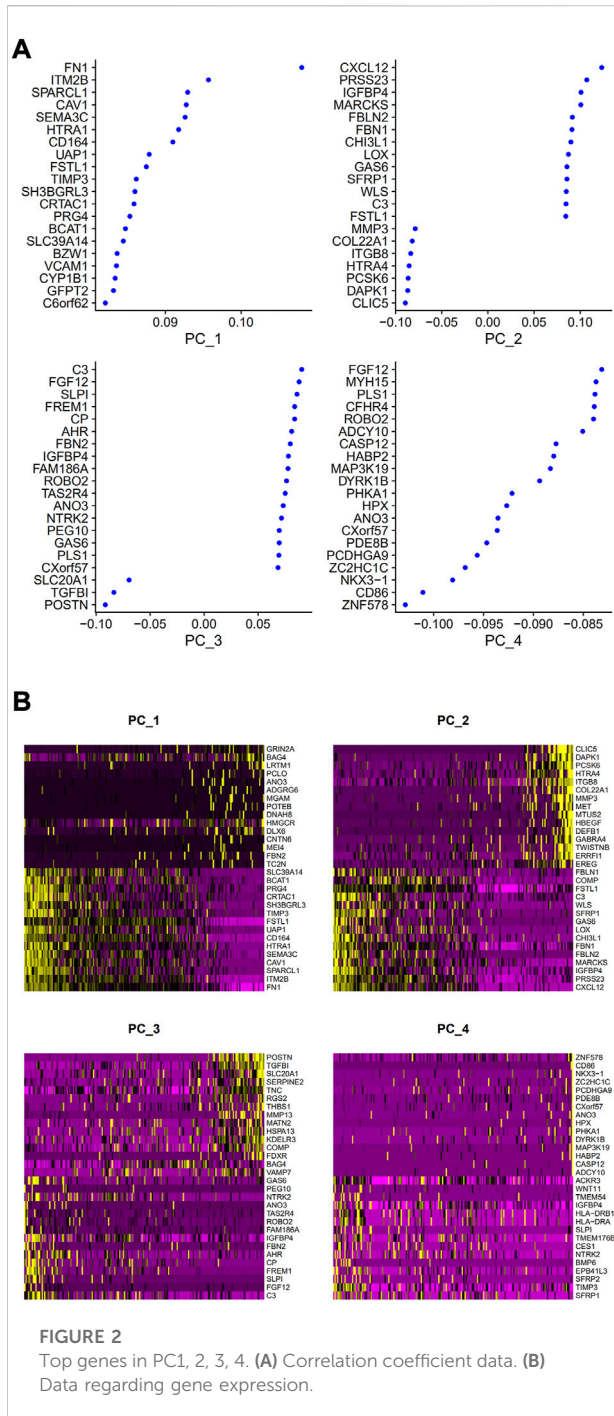 A
FN1
ITM2B
SPARCL1
CAV1
SEMA3C
HTRA1
CD164
UAP1
FSTL1
TIMP3
SH3BGRL3
CRTAC1
PRG4
BCAT1
SLC39A14
BZW1
VCAM1
CYP1B1
GFPT2
C6orf62
0.09 0.10
PC_1
CXCL12
PRSS23
IGFBP4
MARCKS
FBLN2
FBN1
CHI3L1
LOX
GAS6
SFRP1
WLS
C3
FSTL1
MMP3
COL22A1
ITGB8
HTRA4
PCSK6
DAPK1
CLIC5
−0.10 −0.05 0.00 0.05 0.10
PC_2
C3
FGF12
SLPI
FREM1
CP
AHR
FBN2
IGFBP4
FAM186A
ROBO2
TAS2R4
ANO3
NTRK2
PEG10
GAS6
PLS1
CXorf57
SLC20A1
TGFBI
POSTN
−0.10 −0.05 0.00 0.05
PC_3
FGF12
MYH15
PLS1
CFHR4
ROBO2
ADCY10
CASP12
HABP2
MAP3K19
DYRK1B
PHKA1
HPX
ANO3
CXorf57
PDE8B
PCDHGA9
ZC2HC1C
NKX3−1
CD86
ZNF578
−0.100 −0.095 −0.090 −0.085
PC_4
B
PC_1
GRIN2A
BAG4
LRTM1
PCLO
ANO3
ADGRG6
MGAM
POTEB
DNAH8
HMGCR
DLX6
CNTN6
MEI4
FBN2
TC2N
SLC39A14
BCAT1
PRG4
CRTAC1
SH3BGRL3
TIMP3
FSTL1
UAP1
CD164
HTRA1
SEMA3C
CAV1
SPARCL1
ITM2B
FN1
PC_2
CLIC5
DAPK1
PCSK6
HTRA4
ITGB8
COL22A1
MMP3
MET
MTUS2
HBEGF
DEFB1
GABRA4
TWISTNB
ERRFI1
EREG
FBLN1
COMP
FSTL1
C3
WLS
SFRP1
GAS6
LOX
CHI3L1
FBN1
FBLN2
MARCKS
IGFBP4
PRSS23
CXCL12
PC_3
POSTN
TGFBI
SLC20A1
SERPINE2
TNC
RGS2
THBS1
MMP13
MATN2
HSPA13
KDELR3
COMP
FDXR
BAG4
VAMP7
GAS6
PEG10
NTRK2
ANO3
TAS2R4
ROBO2
FAM186A
IGFBP4
FBN2
AHR
CP
FREM1
SLPI
FGF12
C3
PC_4
ZNF578
CD86
NKX3−1
ZC2HC1C
PCDHGA9
PDE8B
CXorf57
ANO3
HPX
PHKA1
DYRK1B
MAP3K19
HABP2
CASP12
ADCY10
ACKR3
WNT11
TMEM54
IGFBP4
HLA−DRB1
HLA−DRA
SLPI
TMEM176B
CES1
NTRK2
BMP6
EPB41L3
SFRP2
TIMP3
SFRP1
FIGURE 2
Top genes in PC1, 2, 3, 4. (A) Correlation coefficient data. (B)
Data regarding gene expression.